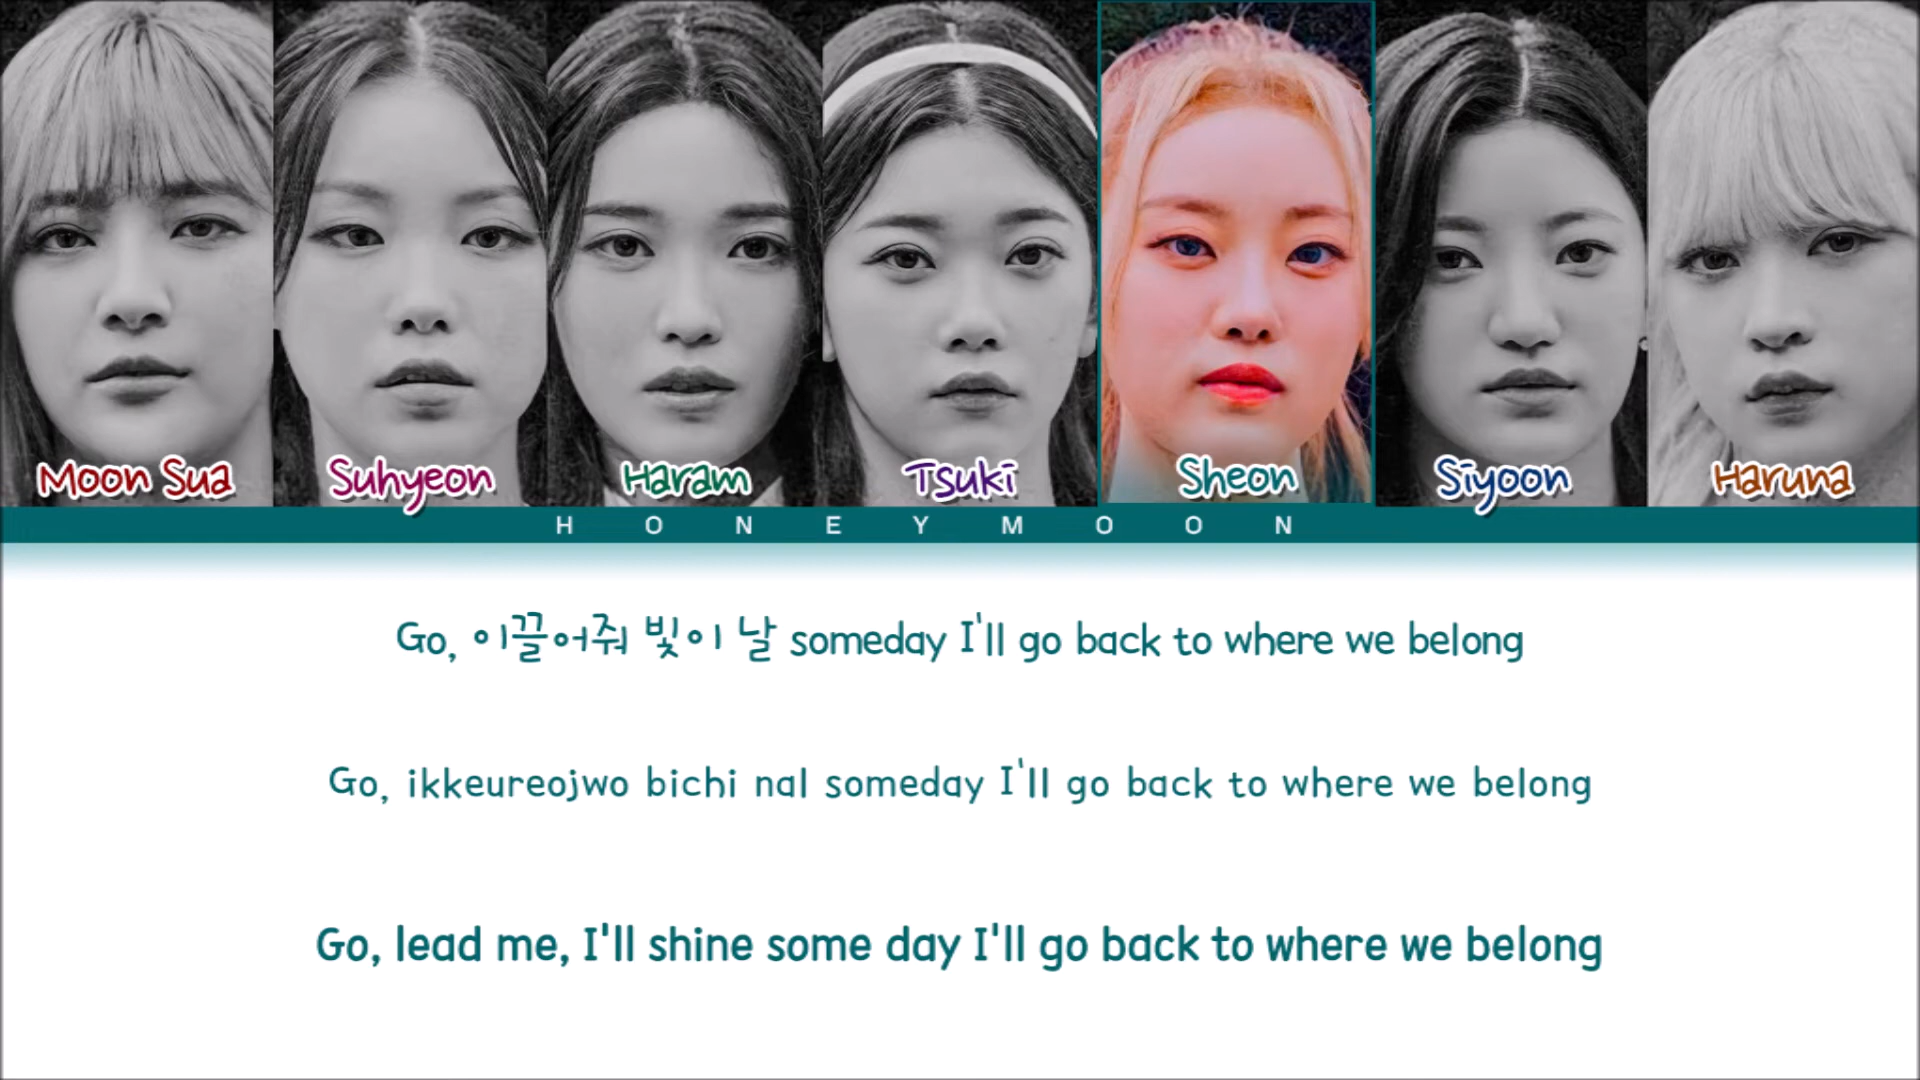 Moon Sua Suhyeon Haram Tsuki Sheon Siyoon Haruna
HONEYMOON
Go, 이끌어줘 빛이 날 someday I'll go back to where we belong
Go, ikkeureojwo bichi nal someday I'll go back to where we belong
Go, lead me, I'll shine some day I'll go back to where we belong